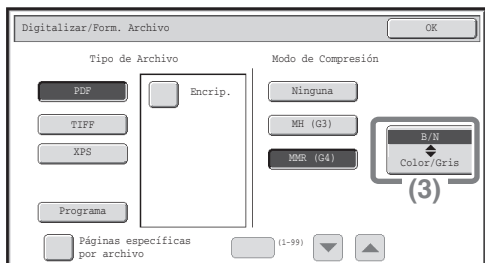 Digitalizar/Form. Archivo
OK
Tipo de Archivo
Modo de Compresión
PDF
Encrip.
Ninguna
TIFF
MH (G3)
B/N
XPS
MMR (G4)
Color/Gris
(3)
Programa
Páginas específicas
por archivo
(1-99)